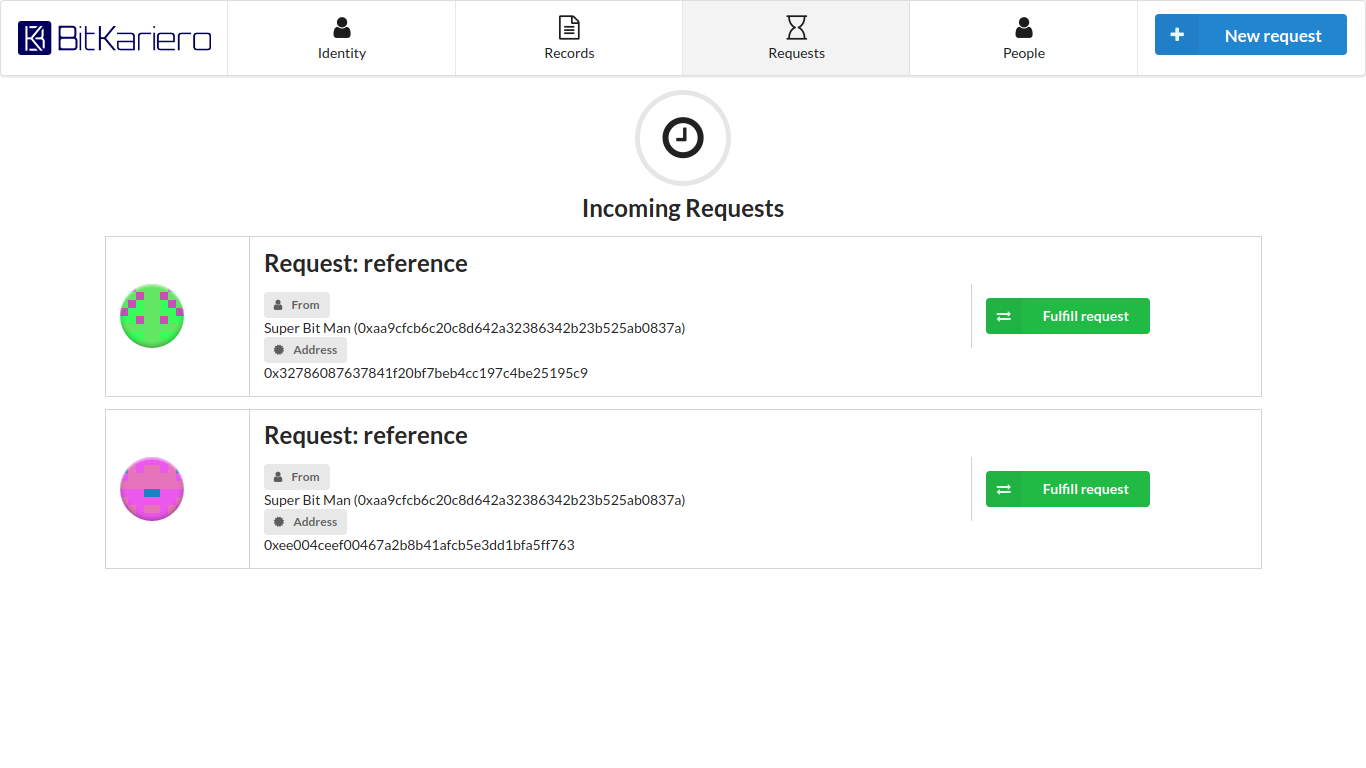 BitKariero
Identity
Records
Requests
People
New request
Incoming Requests
Request: reference
From
Super Bit Man (0xaa9cfcb6c20c8d642a32386342b23b525ab0837a)
Address
0x32786087637841f20bf7beb4cc197c4be25195c9
Fulfill request
Request: reference
From
Super Bit Man (0xaa9cfcb6c20c8d642a32386342b23b525ab0837a)
Address
0xee004ceef00467a2b8b41afcb5e3dd1bfa5ff763
Fulfill request